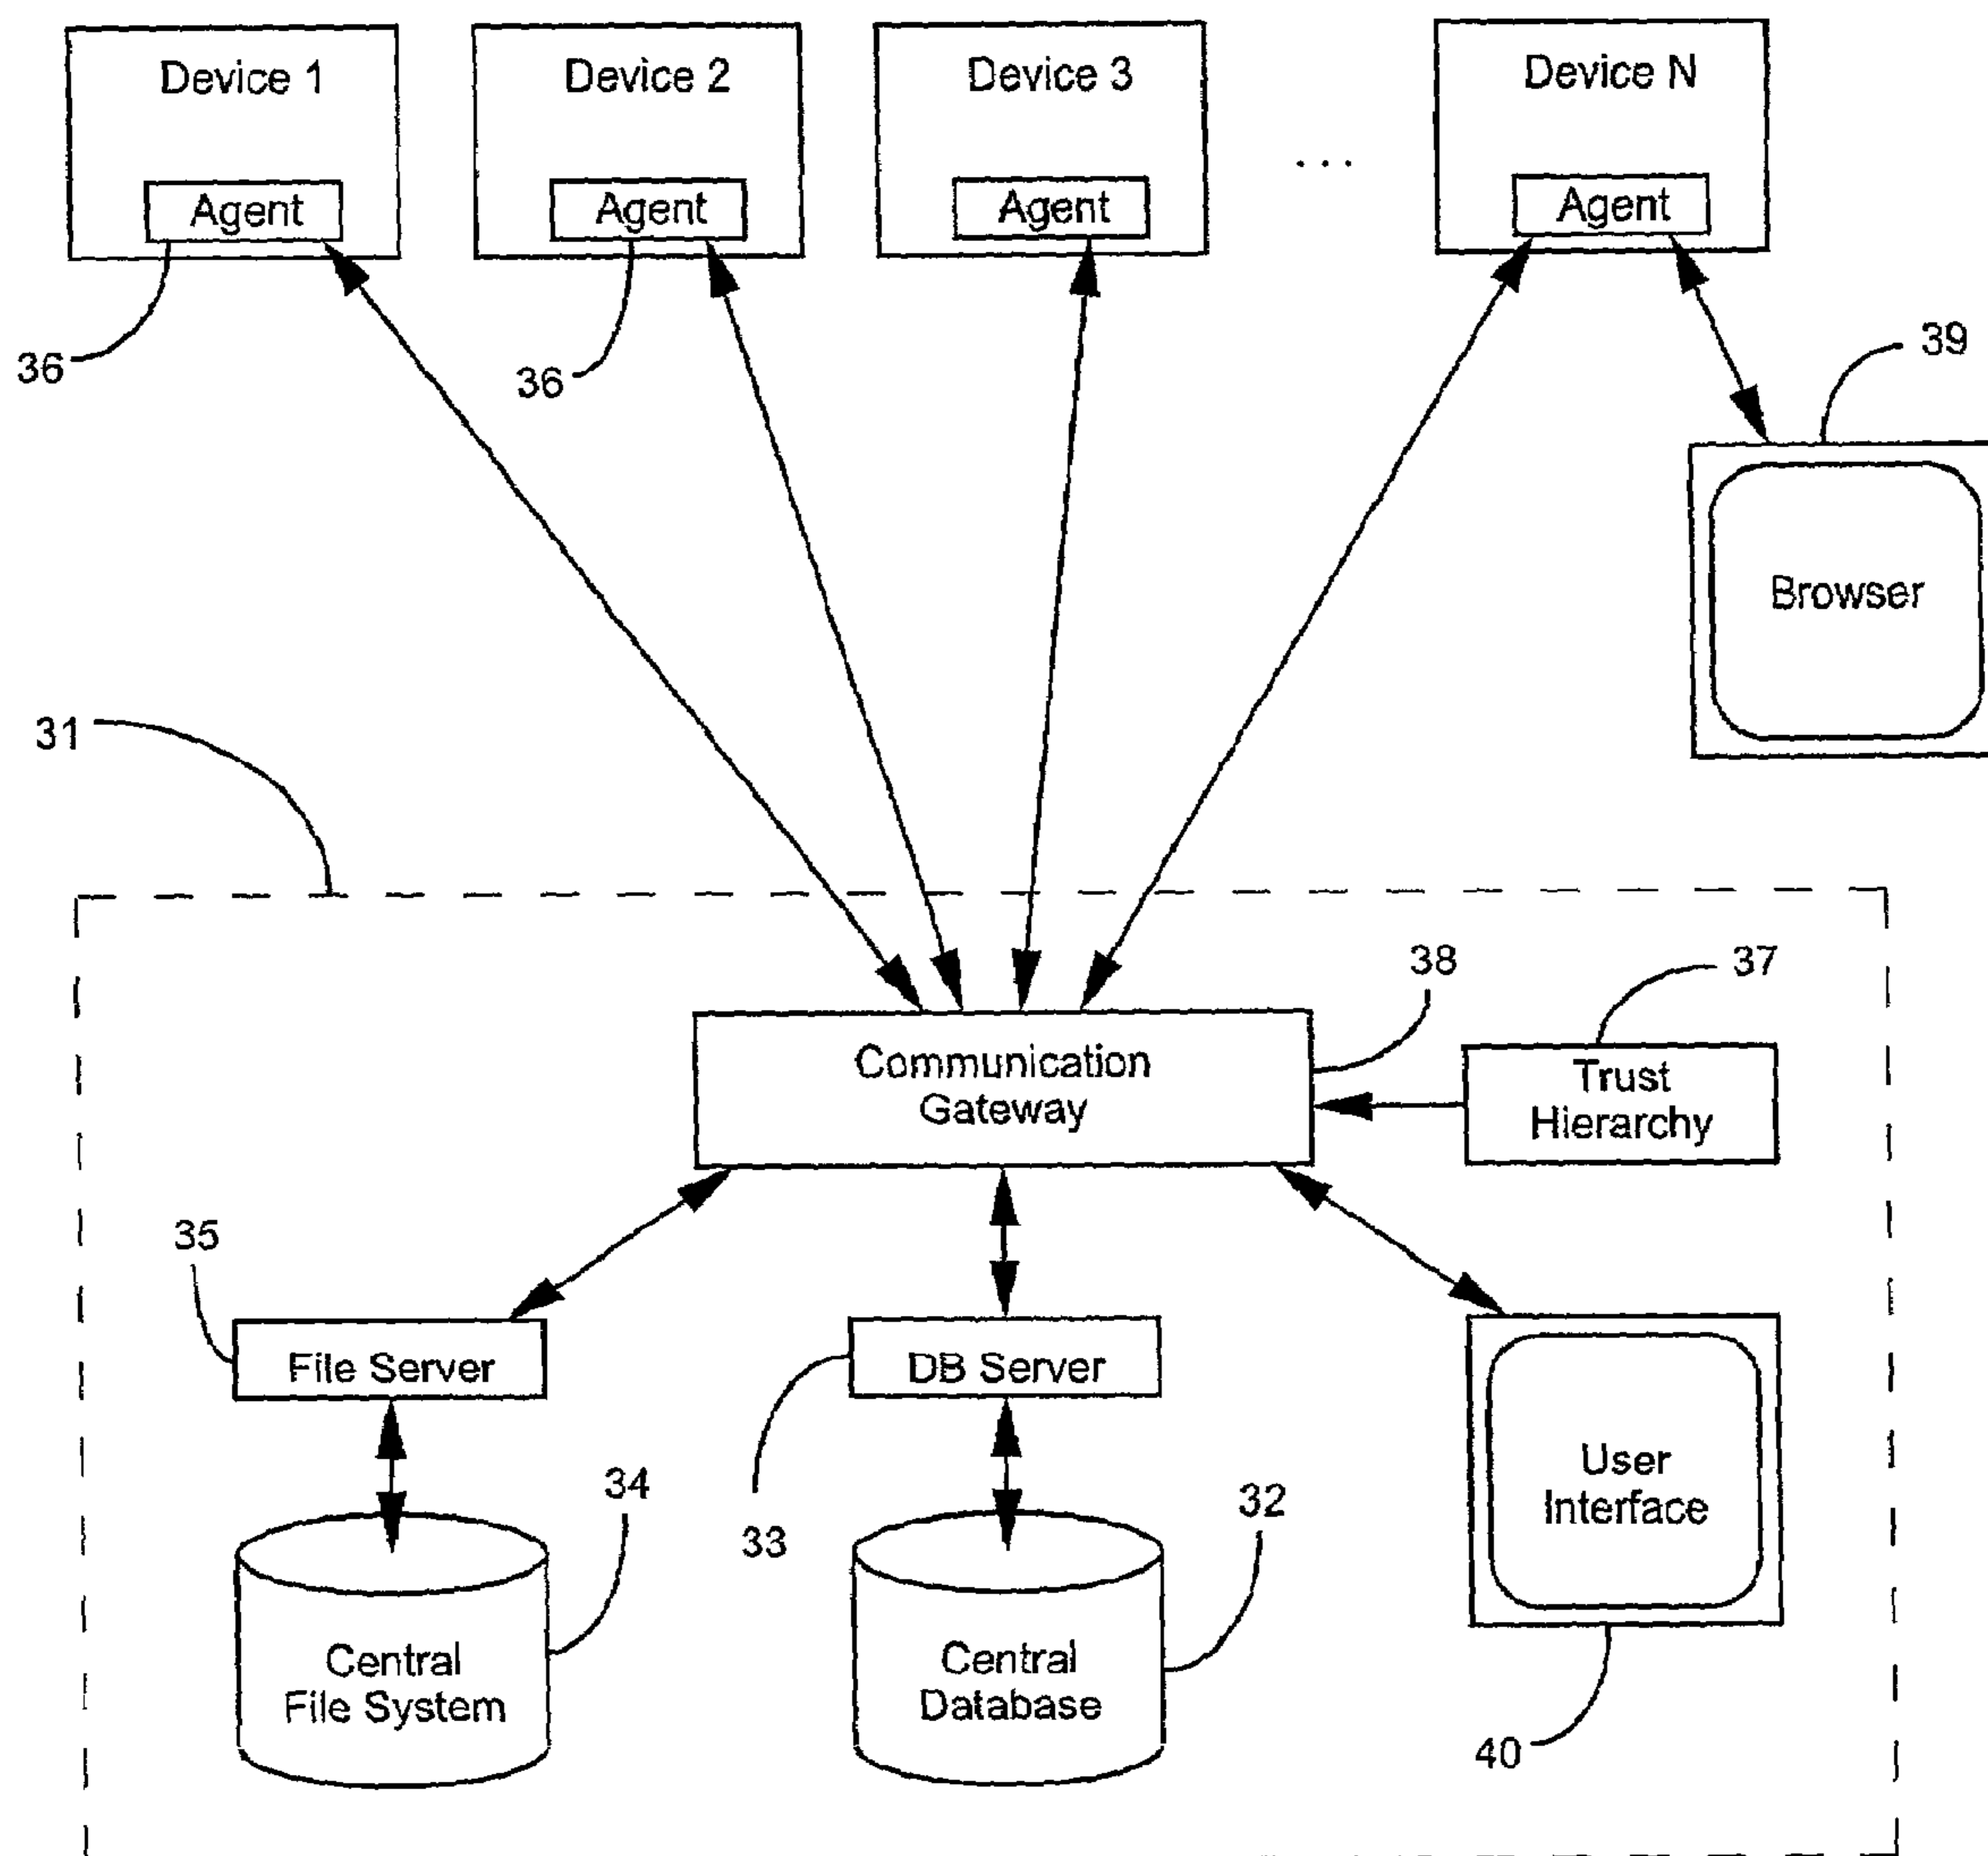 Device 1
Device 2
Device 3
Device N
...
Agent
Agent
Agent
Agent
36
36
39
Browser
31
38
37
Communication
Gateway
Trust
Hierarchy
35
File Server
DB Server
34
33
32
User
Interface
Central
File System
Central
Database
40